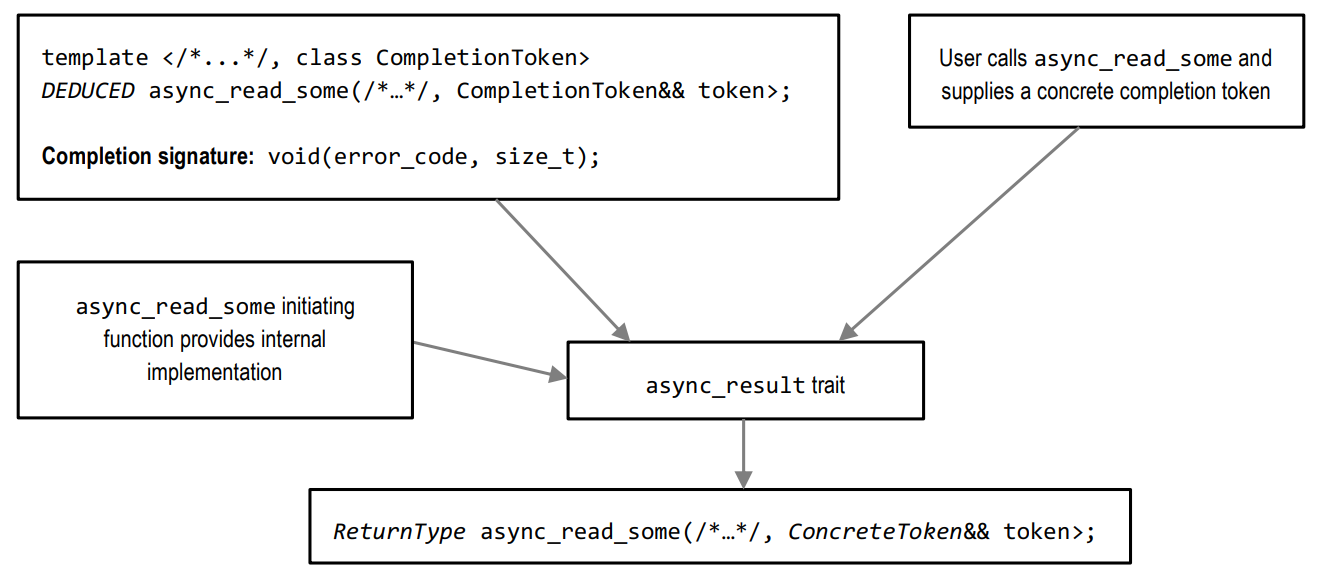 template </*...*/, class CompletionToken>
DEDUCED async_read_some(/*…*/, CompletionToken&& token>;
Completion signature: void(error_code, size_t);
User calls async_read_some and
supplies a concrete completion token
async_read_some initiating
function provides internal
implementation
async_result trait
ReturnType async_read_some(/*…*/, ConcreteToken&& token>;